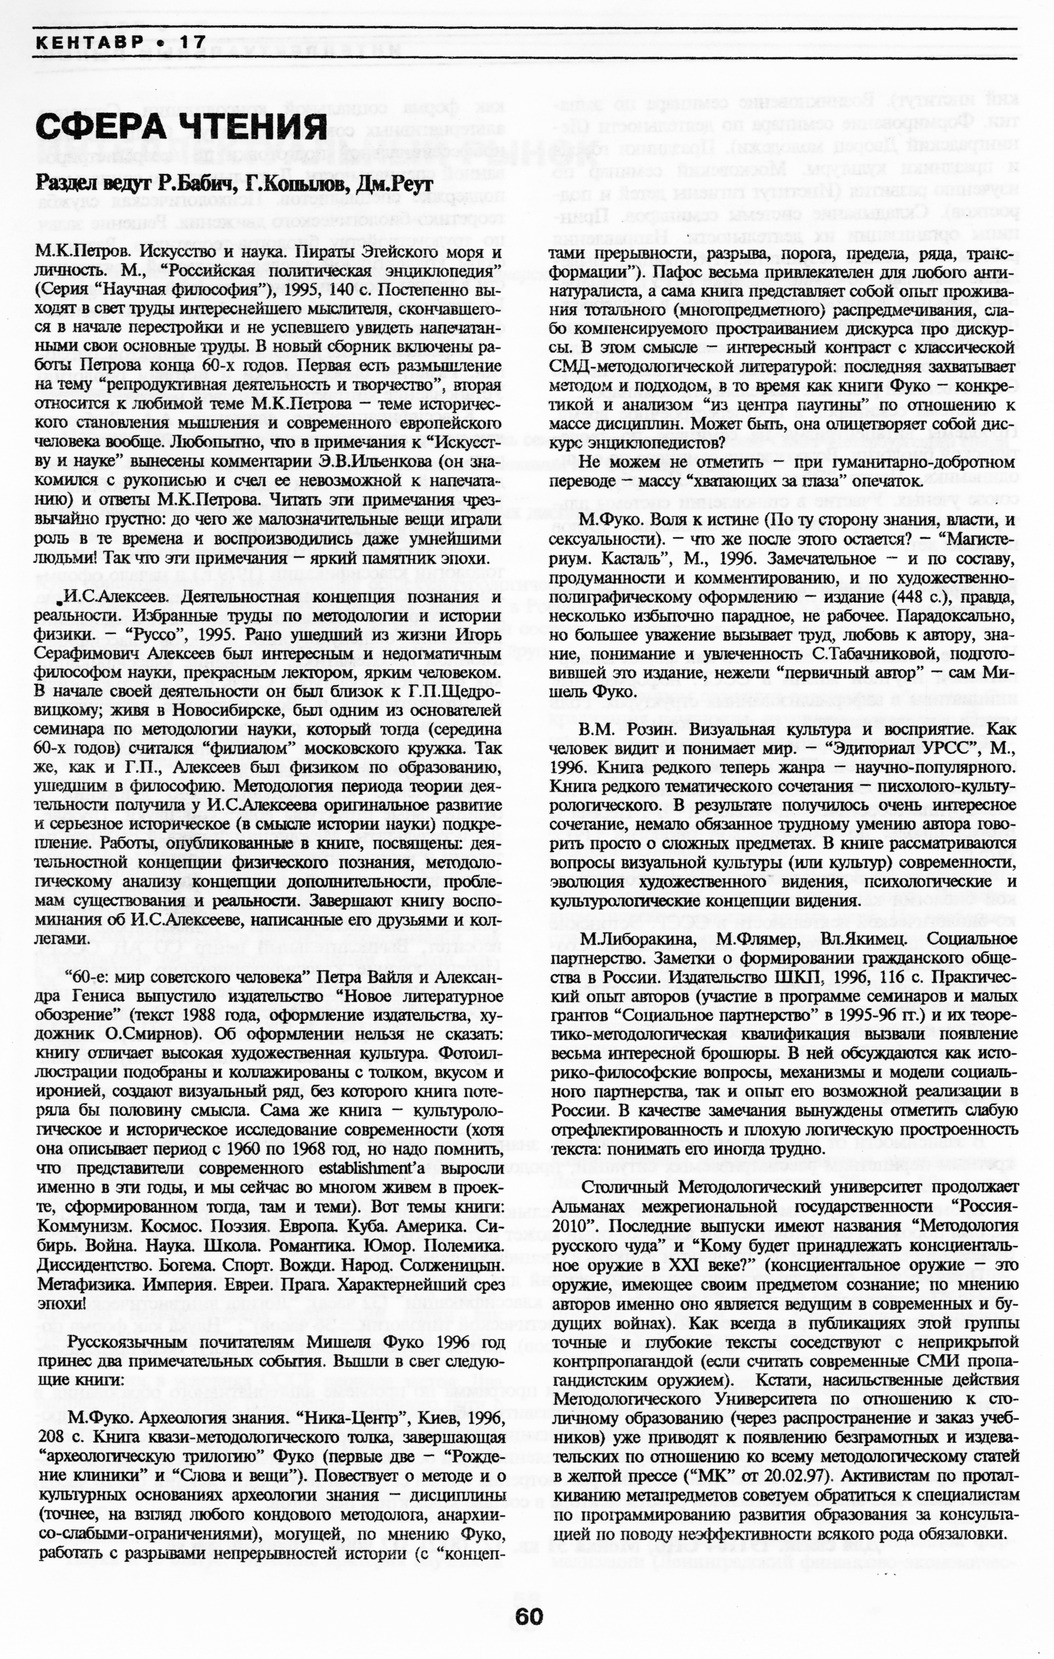 КЕНТАВР • 17
СФЕРА ЧТЕНИЯ
Раздел ведут Р.Бабич, Г.Копылов, Дм.Реут
М.К.Петров. Искусство и наука. Пираты Эгейского моря и
личность. М., “Российская политическая энциклопедия”
(Серия “Научная философия”), 1995, 140 с. Постепенно вы-
ходят в свет труды интереснейшего мыслителя, скончавшего-
ся в начале перестройки и не успевшего увидеть напечатан-
ными свои основные труды. В новый сборник включены ра-
боты Петрова конца 60-х годов. Первая есть размышление
на тему “репродуктивная деятельность и творчество”, вторая
относится к любимой теме М.К.Петрова − теме историчес-
кого становления мышления и современного европейского
человека вообще. Любопытно, что в примечания к “Искусст-
ву и науке” вынесены комментарии Э.В.Ильенкова (он зна-
комился с рукописью и счел ее невозможной к напечата-
нию) и ответы М.К.Петрова. Читать эти примечания чрез-
вычайно грустно: до чего же малозначительные вещи играли
роль в те времена и воспроизводились даже умнейшими
людьми! Так что эти примечания − яркий памятник эпохи.
И.С.Алексеев. Деятельностная концепция познания и
реальности. Избранные труды по методологии и истории
физики. − “Руссо”, 1995. Рано ушедший из жизни Игорь
Серафимович Алексеев был интересным и недогматичным
философом науки, прекрасным лектором, ярким человеком.
В начале своей деятельности он был близок к Г.П.Щедро-
вицкому; живя в Новосибирске, был одним из основателей
семинара по методологии науки, который тогда (середина
60-х годов) считался “филиалом” московского кружка. Так
же, как и Г.П., Алексеев был физиком по образованию,
ушедшим в философию. Методология периода теории дея-
тельности получила у И.С.Алексеева оригинальное развитие
и серьезное историческое (в смысле истории науки) подкре-
пление. Работы, опубликованные в книге, посвящены: дея-
тельностной концепции физического познания, методоло-
гическому анализу концепции дополнительности, пробле-
мам существования и реальности. Завершают книгу воспо-
минания об И.С.Алексееве, написанные его друзьями и кол-
легами.
“60-е: мир советского человека” Петра Вайля и Алексан-
дра Гениса выпустило издательство “Новое литературное
обозрение” (текст 1988 года, оформление издательства, ху-
дожник О.Смирнов). Об оформлении нельзя не сказать:
книгу отличает высокая художественная культура. Фотоил-
люстрации подобраны и коллажированы с толком, вкусом и
иронией, создают визуальный ряд, без которого книга поте-
ряла бы половину смысла. Сама же книга − культуроло-
гическое и историческое исследование современности (хотя
она описывает период с 1960 по 1968 год, но надо помнить,
что представители современного establishment'а выросли
именно в эти годы, и мы сейчас во многом живем в проек-
те, сформированном тогда, там и теми). Вот темы книги:
Коммунизм. Космос. Поэзия. Европа. Куба. Америка. Си-
бирь. Война. Наука. Школа. Романтика. Юмор. Полемика.
Диссидентство. Богема. Спорт. Вожди. Народ. Солженицын.
Метафизика. Империя. Евреи. Прага. Характернейший срез
эпохи!
Русскоязычным почитателям Мишеля Фуко 1996 год
принес два примечательных события. Вышли в свет следую-
щие книги:
М.Фуко. Археология знания. “Ника-Центр”, Киев, 1996,
208 с. Книга квази-методологического толка, завершающая
“археологическую трилогию” Фуко (первые две − “Рожде-
ние клиники” и “Слова и вещи”). Повествует о методе и о
культурных основаниях археологии знания − дисциплины
(точнее, на взгляд любого кондового методолога, анархии-
со-слабыми-ограничениями), могущей, по мнению Фуко,
работать с разрывами непрерывностей истории (с “концеп-
тами прерывности, разрыва, порога, предела, ряда, транс-
формации”). Пафос весьма привлекателен для любого анти-
натуралиста, а сама книга представляет собой опыт прожива-
ния тотального (многопредметного) распредмечивания, сла-
бо компенсируемого простраиванием дискурса про дискур-
сы. В этом смысле − интересный контраст с классической
СМД-методологической литературой: последняя захватывает
методом и подходом, в то время как книги Фуко − конкре-
тикой и анализом “из центра паутины” по отношению к
массе дисциплин. Может быть, она олицетворяет собой дис-
курс энциклопедистов?
Не можем не отметить − при гуманитарно-добротном
переводе − массу “хватающих за глаза” опечаток.
М.Фуко. Воля к истине (По ту сторону знания, власти, и
сексуальности). − что же после этого остается? − “Магисте-
риум. Касталь”, М., 1996. Замечательное − и по составу,
продуманности и комментированию, и по художественно-
полиграфическому оформлению − издание (448 с.), правда,
несколько избыточно парадное, не рабочее. Парадоксально,
но большее уважение вызывает труд, любовь к автору, зна-
ние, понимание и увлеченность С.Табачниковой, подгото-
вившей это издание, нежели “первичный автор” − сам Ми-
шель Фуко.
В.М. Розин. Визуальная культура и восприятие. Как
человек видит и понимает мир. − “Эдиториал УРСС”, М.,
1996. Книга редкого теперь жанра − научно-популярного.
Книга редкого тематического сочетания − писхолого-культу-
рологического. В результате получилось очень интересное
сочетание, немало обязанное трудному умению автора гово-
рить просто о сложных предметах. В книге рассматриваются
вопросы визуальной культуры (или культур) современности,
эволюция художественного видения, психологические и
культурологические концепции видения.
М.Либоракина, М.Флямер, Вл.Якимец. Социальное
партнерство. Заметки о формировании гражданского обще-
ства в России. Издательство ШКП, 1996, 116 с. Практичес-
кий опыт авторов (участие в программе семинаров и малых
грантов “Социальное партнерство” в 1995-96 гг.) и их теоре-
тико-методологическая квалификация вызвали появление
весьма интересной брошюры. В ней обсуждаются как исто-
рико-философские вопросы, механизмы и модели социаль-
ного партнерства, так и опыт его возможной реализации в
России. В качестве замечания вынуждены отметить слабую
отрефлектированность и плохую логическую простроенность
текста: понимать его иногда трудно.
Столичный Методологический университет продолжает
Альманах межрегиональной государственности “Россия-
2010”. Последние выпуски имеют названия “Методология
русского чуда” и “Кому будет принадлежать консциенталь-
ное оружие в XXI веке?” (консциентальное оружие − это
оружие, имеющее своим предметом сознание; по мнению
авторов именно оно является ведущим в современных и бу-
дущих войнах). Как всегда в публикациях этой группы
точные и глубокие тексты соседствуют с неприкрытой
контрпропагандой (если считать современные СМИ пропа-
гандистским оружием). Кстати, насильственные действия
Методологического Университета по отношению к сто-
личному образованию (через распространение и заказ учеб-
ников) уже приводят к появлению безграмотных и издева-
тельских по отношению ко всему методологическому статей
в желтой прессе (“МК” от 20.02.97). Активистам по протал-
киванию метапредметов советуем обратиться к специалистам
по программированию развития образования за консульта-
цией по поводу неэффективности всякого рода обязаловки.
60